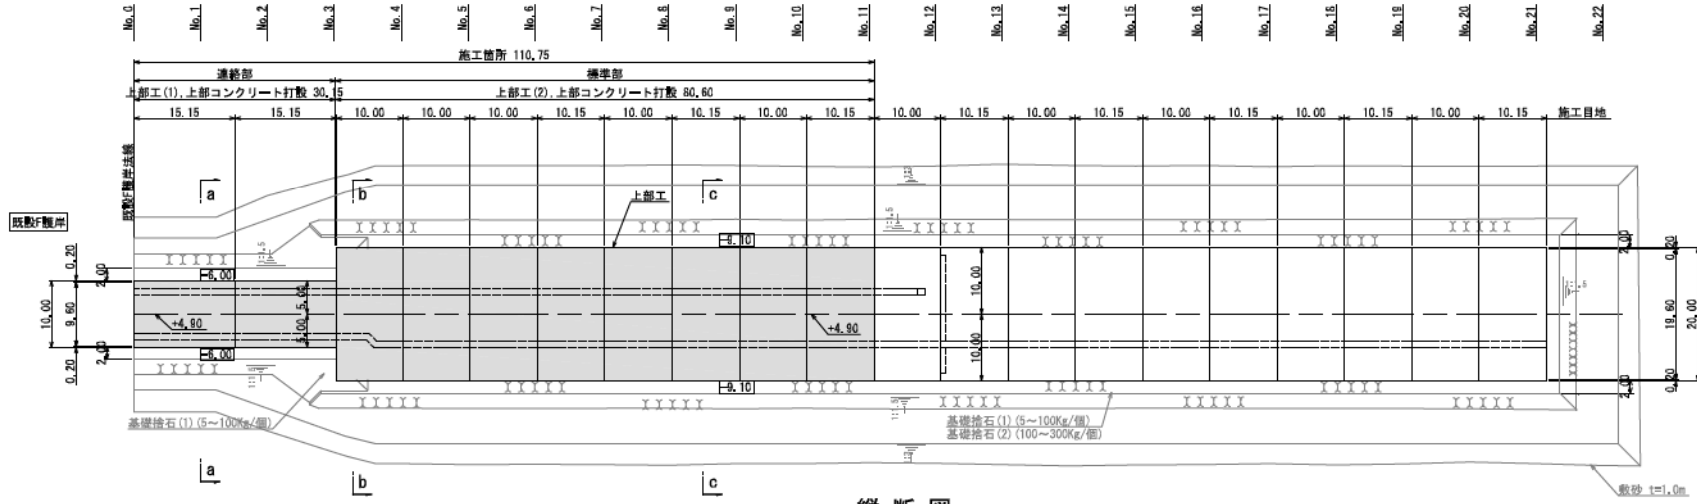 No.0 No.1 No.2 No.3 No.4 No.5 No.6 No.7 No.8 No.9 No.10 No.11 No.12 No.13 No.14 No.15 No.16 No.17 No.18 No.19 No.20 No.21 No.22
施工箇所 110.75
連絡部 標準部
上部工(1),上部コンクリート打設 30.15 上部工(2),上部コンクリート打設 80.60
15.15 15.15 10.00 10.00 10.00 10.15 10.00 10.15 10.00 10.15 10.00 10.15 10.00 10.15 10.00 10.15 10.00 10.15 施工目地
既設F護岸法線
a b c
上部工
既設F護岸
-9.10
1:1.5
0.20 2.00 -6.00
2.00 0.20
10.00 9.60 5.00 5.00 10.00 10.00 19.60 20.00
+4.90 +4.90
0.20 2.00 -6.00
-9.10
2.00 0.20
基礎捨石(1)(5~100Kg/個)
基礎捨石(1)(5~100Kg/個)
基礎捨石(2)(100~300Kg/個)
a b c
敷砂 t=1.0m
縦断図